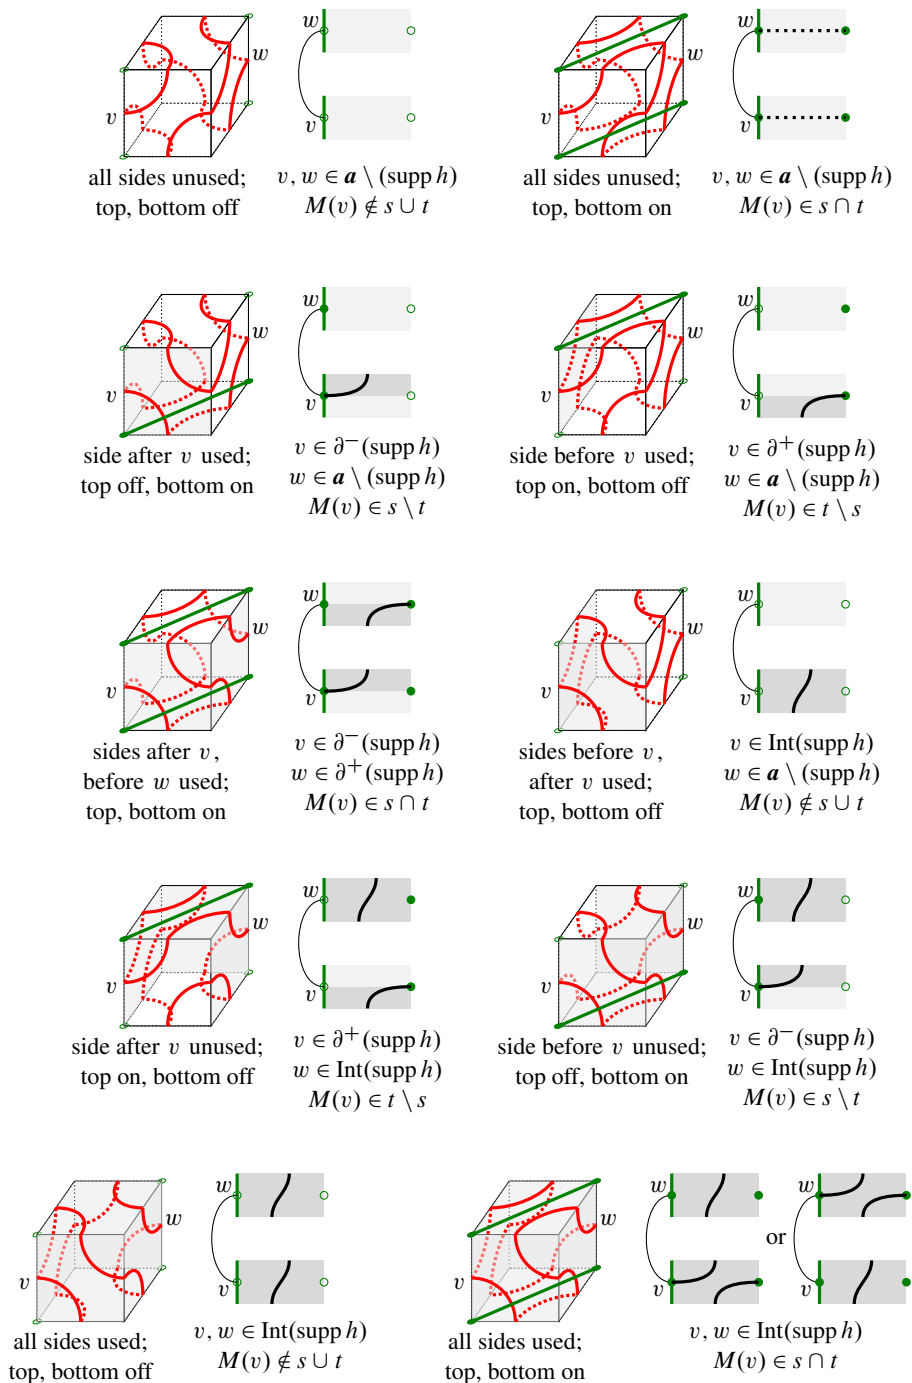 w
w
v
v
w
w
v
v
all sides unused;
top, bottom off
v, w ∈ a \ (supp h)
M(v) ∉ s ∪ t
all sides unused;
top, bottom on
v, w ∈ a \ (supp h)
M(v) ∈ s ∩ t
w
w
v
v
w
w
v
v
side after v used;
top off, bottom on
v ∈ ∂⁻(supp h)
w ∈ a \ (supp h)
M(v) ∈ s \ t
side before v used;
top on, bottom off
v ∈ ∂⁺(supp h)
w ∈ a \ (supp h)
M(v) ∈ t \ s
w
w
v
v
w
w
v
v
sides after v,
before w used;
top, bottom on
v ∈ ∂⁻(supp h)
w ∈ ∂⁺(supp h)
M(v) ∈ s ∩ t
sides before v,
after v used;
top, bottom off
v ∈ Int(supp h)
w ∈ a \ (supp h)
M(v) ∉ s ∪ t
w
w
v
v
w
w
v
v
side after v unused;
top on, bottom off
v ∈ ∂⁺(supp h)
w ∈ Int(supp h)
M(v) ∈ t \ s
side before v unused;
top off, bottom on
v ∈ ∂⁻(supp h)
w ∈ Int(supp h)
M(v) ∈ s \ t
w
w
v
v
w
w
w
or
v
v
v
all sides used;
top, bottom off
v, w ∈ Int(supp h)
M(v) ∉ s ∪ t
all sides used;
top, bottom on
v, w ∈ Int(supp h)
M(v) ∈ s ∩ t